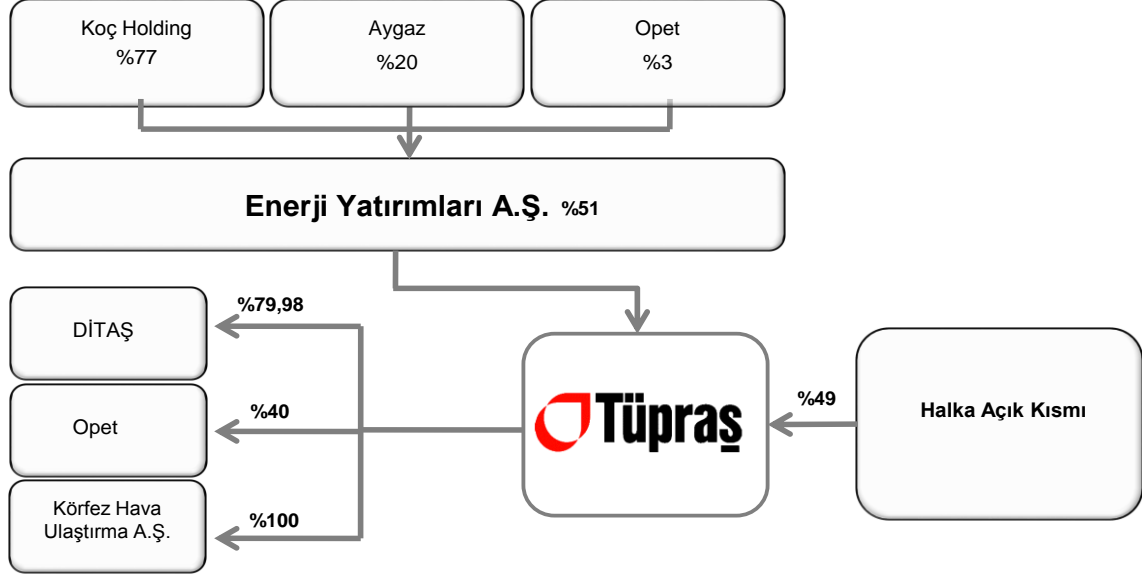 Koç Holding
%77
Aygaz
%20
Opet
%3
Enerji Yatırımları A.Ş. %51
DİTAŞ
%79,98
Opet
%40
Körfez Hava
Ulaştırma A.Ş.
%100
Tüpraş
%49
Halka Açık Kısmı